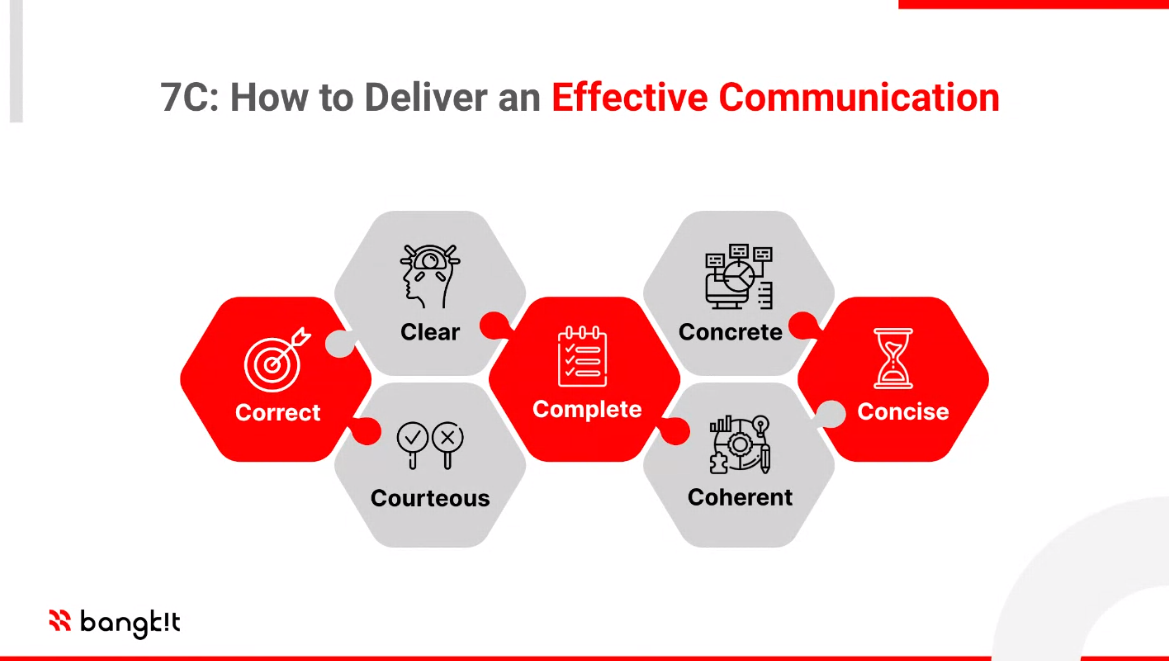 7C: How to Deliver an Effective Communication
Clear
Concrete
Correct
Complete
Concise
Courteous
Coherent
bangk!t